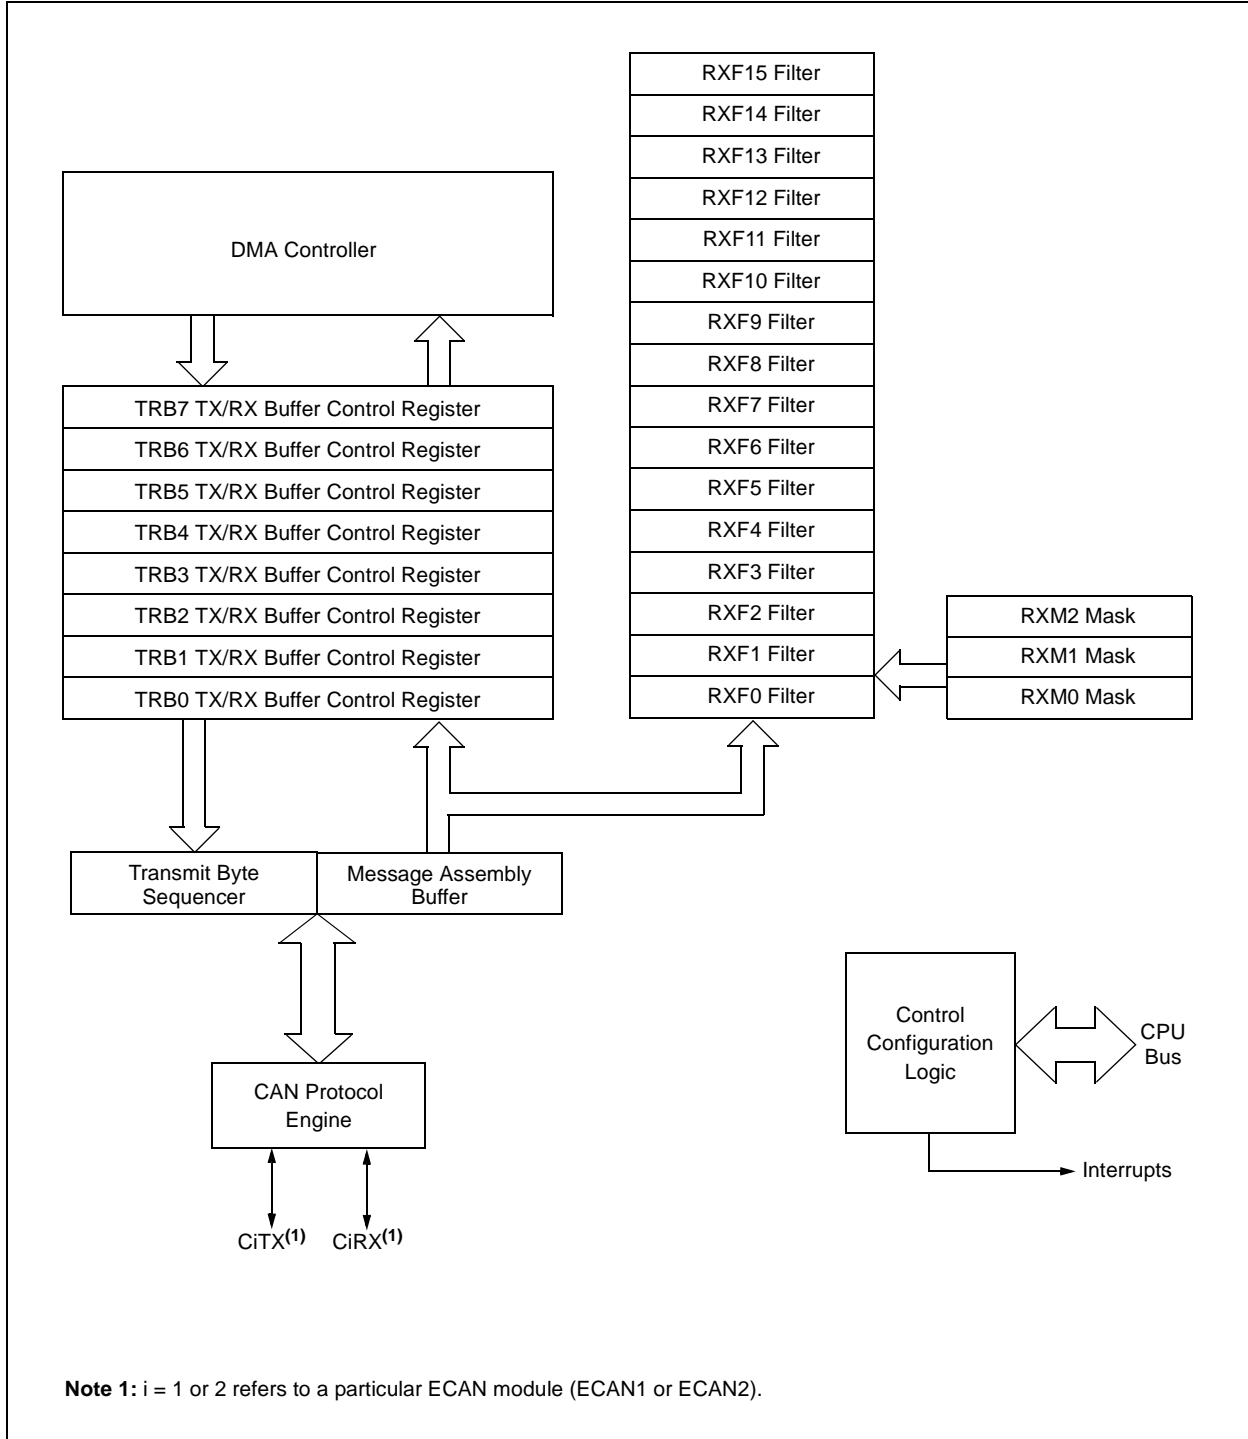 RXF15 Filter
RXF14 Filter
RXF13 Filter
RXF12 Filter
RXF11 Filter
RXF10 Filter
RXF9 Filter
RXF8 Filter
RXF7 Filter
RXF6 Filter
RXF5 Filter
RXF4 Filter
RXF3 Filter
RXF2 Filter
RXF1 Filter
RXF0 Filter
DMA Controller
TRB7 TX/RX Buffer Control Register
TRB6 TX/RX Buffer Control Register
TRB5 TX/RX Buffer Control Register
TRB4 TX/RX Buffer Control Register
TRB3 TX/RX Buffer Control Register
TRB2 TX/RX Buffer Control Register
TRB1 TX/RX Buffer Control Register
TRB0 TX/RX Buffer Control Register
RXM2 Mask
RXM1 Mask
RXM0 Mask
Transmit Byte
Sequencer
Message Assembly
Buffer
Control
Configuration
Logic
CPU
Bus
CAN Protocol
Engine
Interrupts
CiTX(1)
CiRX(1)
Note 1: i = 1 or 2 refers to a particular ECAN module (ECAN1 or ECAN2).